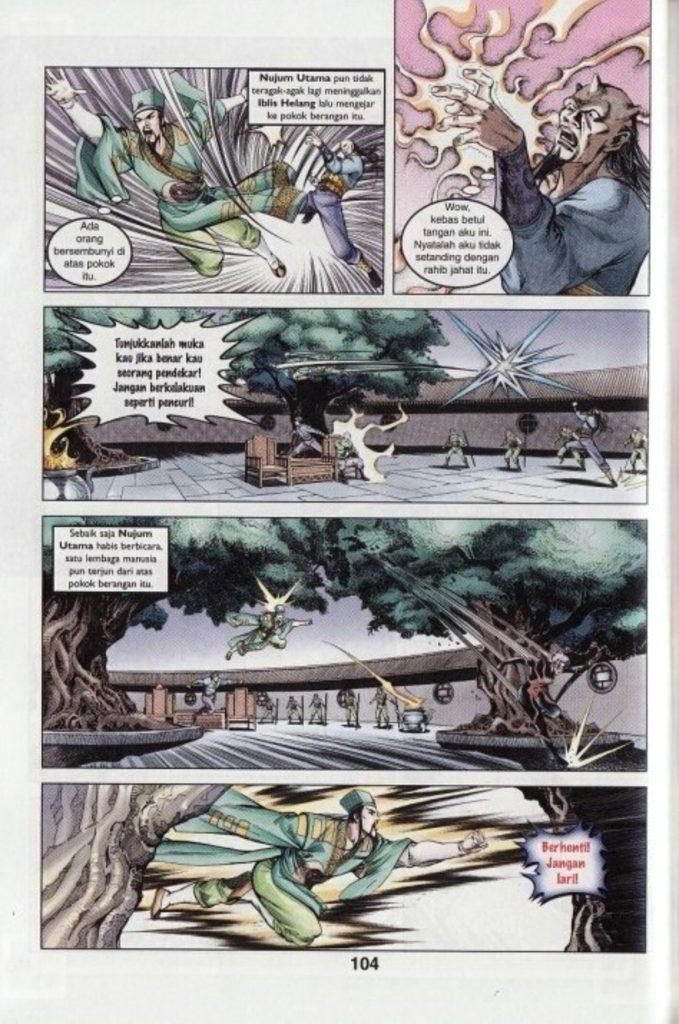 Nujum Utama pun tidak
teragak-agak lagi meninggalkan
Iblis Helang lalu mengejar
ke pokok berangan itu.
Ada
orang
bersembunyi di
atas pokok
itu.
Wow,
kebas betul
tangan aku ini.
Nyatalah aku tidak
setanding dengan
rahib jahat itu.
Tunjukkanlah muka
kau jika benar kau
seorang pendekar!
Jangan berkelakuan
seperti pencuri!
Sebaik saja Nujum
Utama habis berbicara,
satu lembaga manusia
pun terjun dari atas
pokok berangan itu.
Berhenti!
Jangan
lari!
104